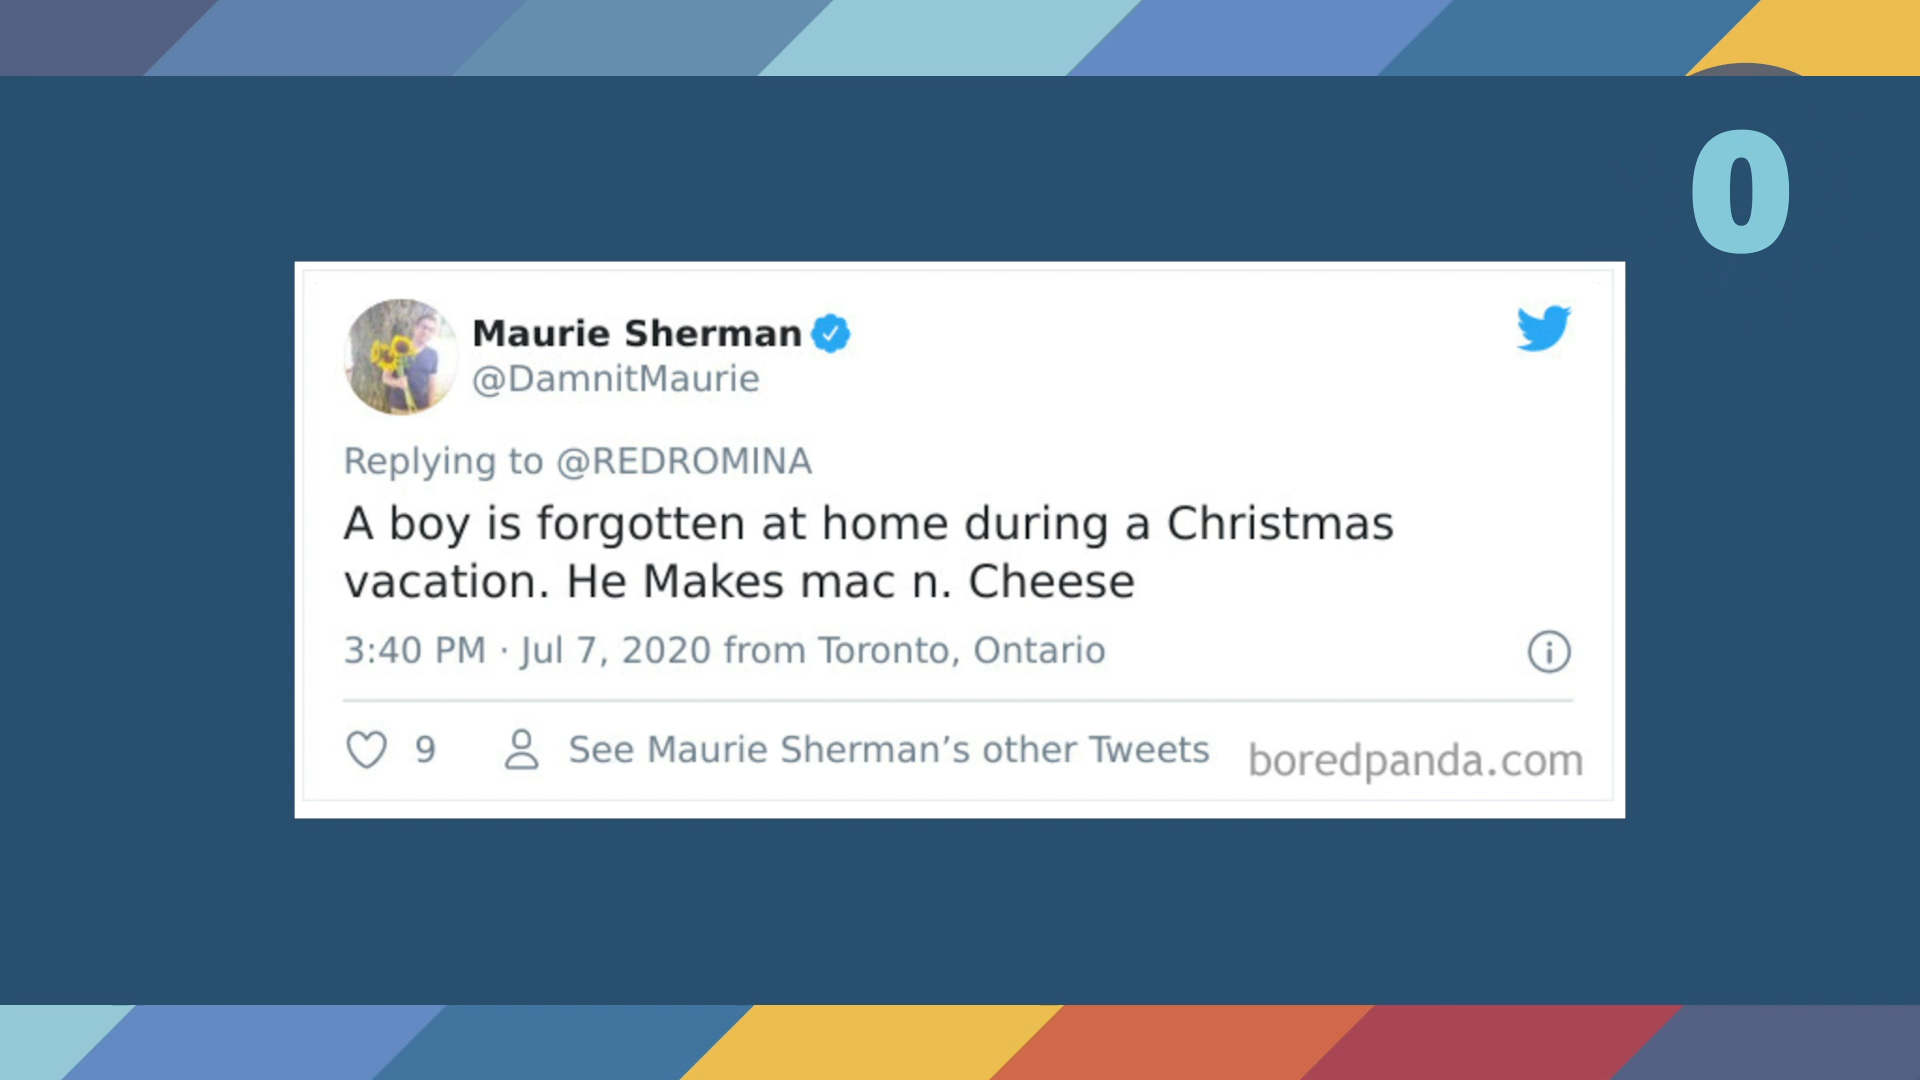 0
Maurie Sherman
@DamnitMaurie
Replying to @REDROMINA
A boy is forgotten at home during a Christmas
vacation. He Makes mac n. Cheese
3:40 PM · Jul 7, 2020 from Toronto, Ontario
9 See Maurie Sherman’s other Tweets boredpanda.com